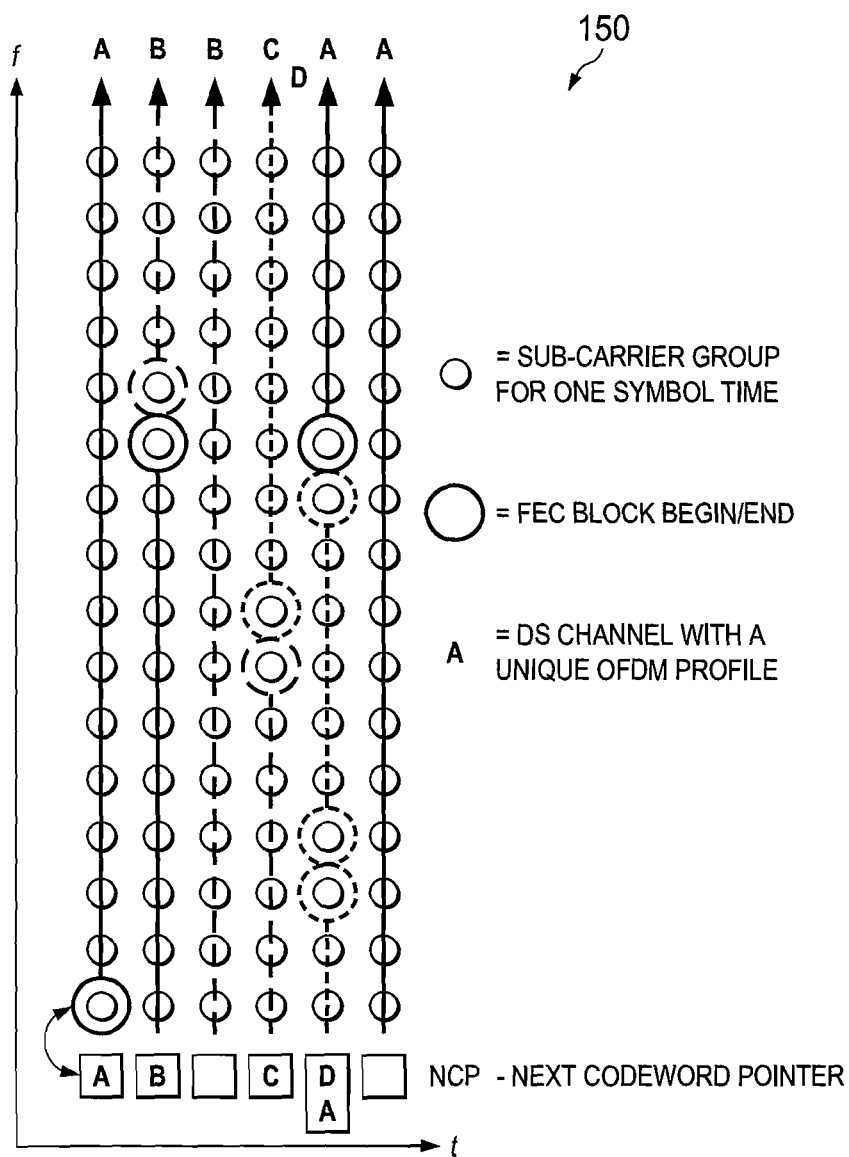 150
f
A B B C A A
D
= SUB-CARRIER GROUP
FOR ONE SYMBOL TIME
= FEC BLOCK BEGIN/END
A = DS CHANNEL WITH A
UNIQUE OFDM PROFILE
A B C D NCP - NEXT CODEWORD POINTER
A
t